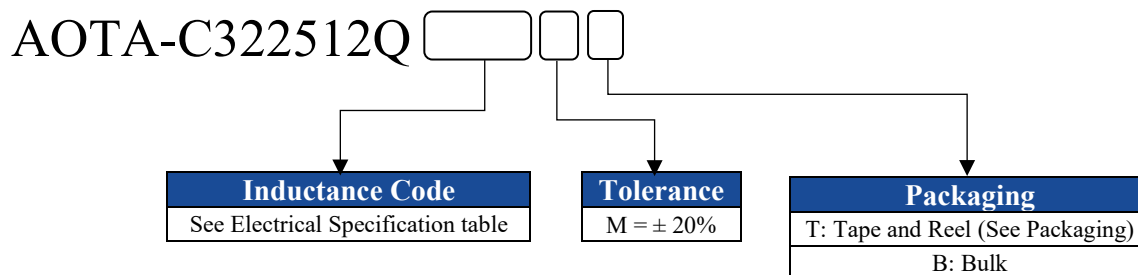 AOTA-C322512Q
Inductance Code
See Electrical Specification table
Tolerance
M = ± 20%
Packaging
T: Tape and Reel (See Packaging)
B: Bulk